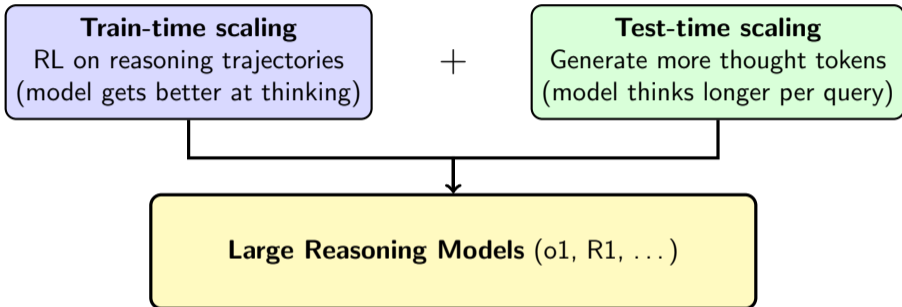 Train-time scaling
RL on reasoning trajectories
(model gets better at thinking)
+
Test-time scaling
Generate more thought tokens
(model thinks longer per query)
Large Reasoning Models (o1, R1, . . . )